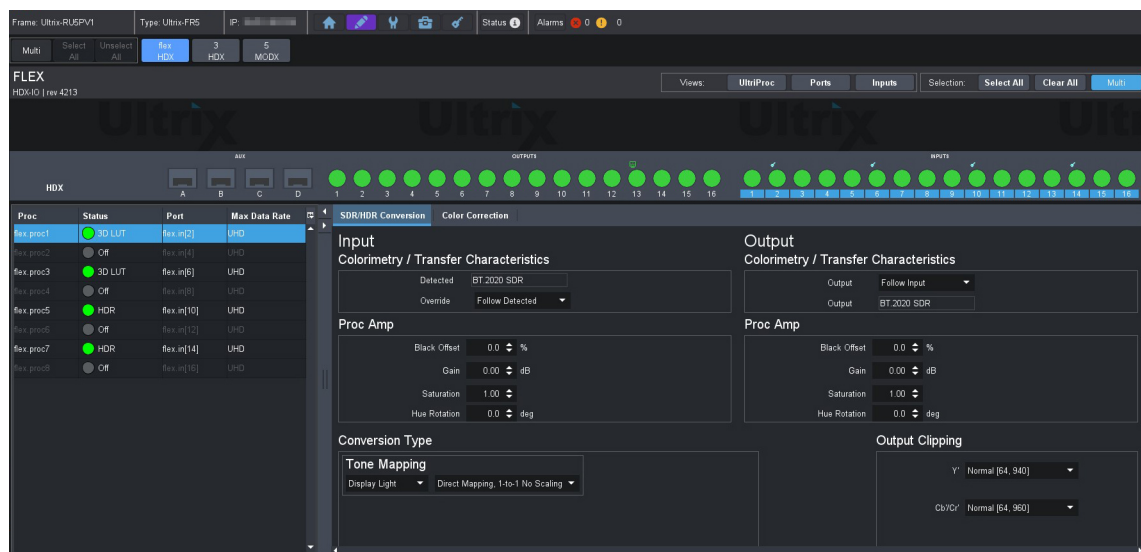 Frame: Ultrix-RU5PV1 Type: Ultrix-FR5 IP: Status Alarms 0 0
Multi Select All Unselect All flex HDX 3 HDX 5 MODX
FLEX
HDX-IO | rev 4213
Views: UltriProc Ports Inputs Selection: Select All Clear All Multi
Ultrix Ultrix Ultrix
AUX OUTPUTS INPUTS
HDX
A B C D 1 2 3 4 5 6 7 8 9 10 11 12 13 14 15 16 1 2 3 4 5 6 7 8 9 10 11 12 13 14 15 16
Proc Status Port Max Data Rate
flex.proc1 3D LUT flex.in[2] UHD
flex.proc2 Off flex.in[4] UHD
flex.proc3 3D LUT flex.in[6] UHD
flex.proc4 Off flex.in[8] UHD
flex.proc5 HDR flex.in[10] UHD
flex.proc6 Off flex.in[12] UHD
flex.proc7 HDR flex.in[14] UHD
flex.proc8 Off flex.in[16] UHD
SDR/HDR Conversion Color Correction
Input
Colorimetry / Transfer Characteristics
Detected BT.2020 SDR
Override Follow Detected
Proc Amp
Black Offset 0.0 %
Gain 0.00 dB
Saturation 1.00
Hue Rotation 0.0 deg
Output
Colorimetry / Transfer Characteristics
Output Follow Input
Output BT.2020 SDR
Proc Amp
Black Offset 0.0 %
Gain 0.00 dB
Saturation 1.00
Hue Rotation 0.0 deg
Conversion Type
Tone Mapping
Display Light Direct Mapping, 1-to-1 No Scaling
Output Clipping
Y' Normal [64, 940]
Cb'/Cr' Normal [64, 960]